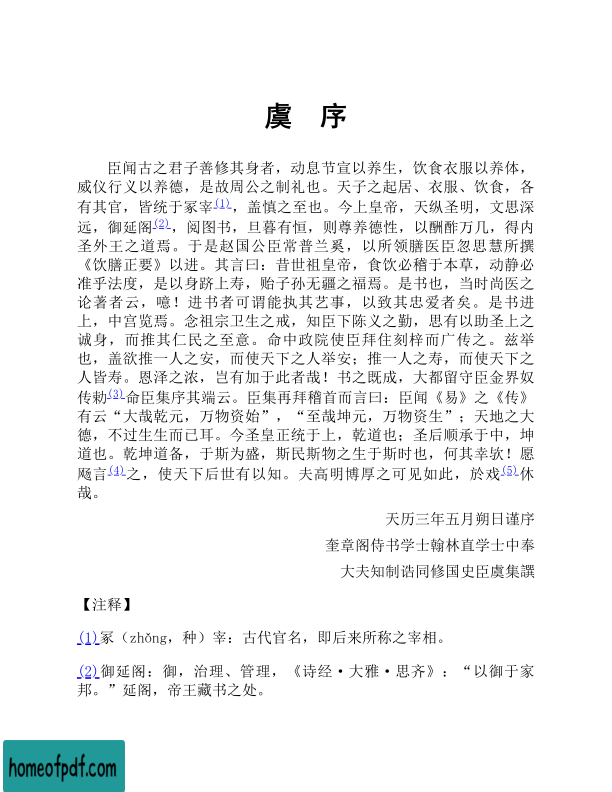 虞 序
臣闻古之君子善修其身者，动息节宣以养生，饮食衣服以养体，
威仪行义以养德，是故周公之制礼也。天子之起居、衣服、饮食，各
有其官，皆统于冢宰(1)，盖慎之至也。今上皇帝，天纵圣明，文思深
远，御延阁(2)，阅图书，旦暮有恒，则尊养德性，以酬酢万几，得内
圣外王之道焉。于是赵国公臣常普兰奚，以所领膳医臣忽思慧所撰
《饮膳正要》以进。其言曰：昔世祖皇帝，食饮必稽于本草，动静必
准乎法度，是以身跻上寿，贻子孙无疆之福焉。是书也，当时尚医之
论著者云，噫！进书者可谓能执其艺事，以致其忠爱者矣。是书进
上，中宫览焉。念祖宗卫生之戒，知臣下陈义之勤，思有以助圣上之
诚身，而推其仁民之至意。命中政院使臣拜住刻梓而广传之。兹举
也，盖欲推一人之安，而使天下之人举安；推一人之寿，而使天下之
人皆寿。恩泽之浓，岂有加于此者哉！书之既成，大都留守臣金界奴
传勅(3)命臣集序其端云。臣集再拜稽首而言曰：臣闻《易》之《传》
有云“大哉乾元，万物资始”，“至哉坤元，万物资生”；天地之大
德，不过生生而已耳。今圣皇正统于上，乾道也；圣后顺承于中，坤
道也。乾坤道备，于斯为盛，斯民斯物之生于斯时也，何其幸欤！愿
飏言(4)之，使天下后世有以知。夫高明博厚之可见如此，於戏(5)休
哉。
天历三年五月朔日谨序
奎章阁侍书学士翰林直学士中奉
大夫知制诰同修国史臣虞集譔
【注释】
(1)冢（zhǒng，种）宰：古代官名，即后来所称之宰相。
(2)御延阁：御，治理、管理，《诗经·大雅·思齐》：“以御于家
邦。”延阁，帝王藏书之处。
homeofpdf.com